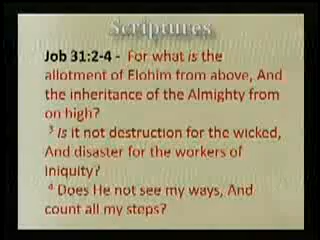 Scriptures
Job 31:2-4 - For what is the
allotment of Elohim from above, And
the inheritance of the Almighty from
on high?
3 Is it not destruction for the wicked,
And disaster for the workers of
Iniquity?
4 Does He not see my ways, And
count all my steps?